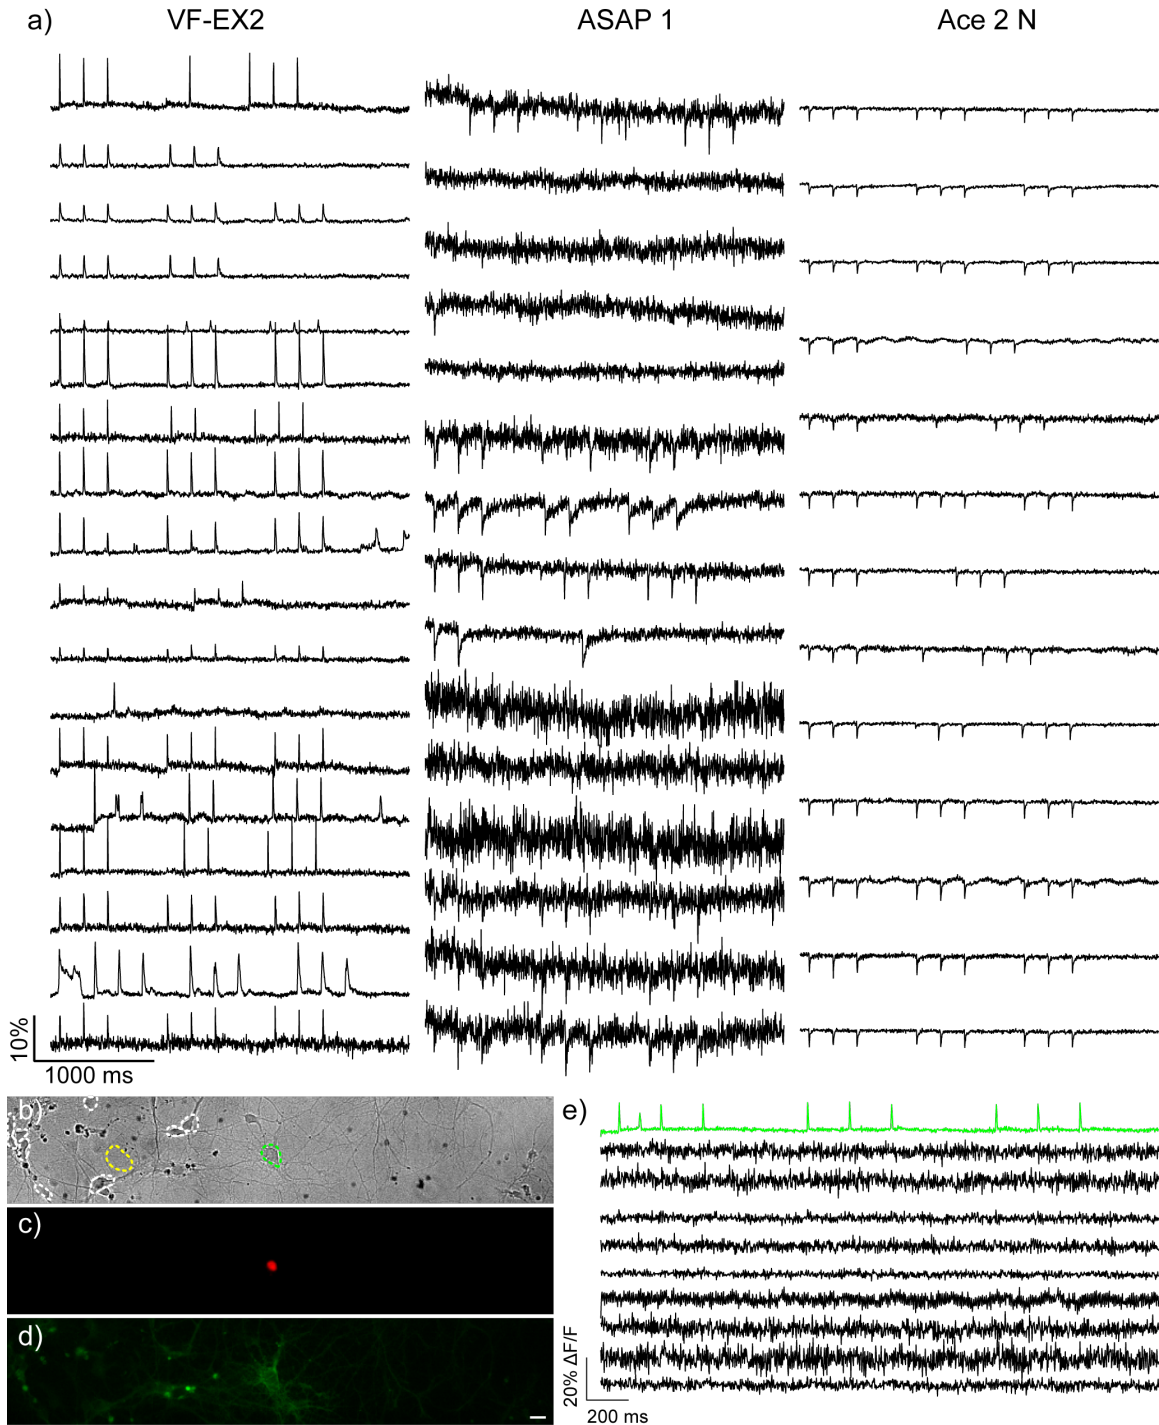 a)
VF-EX2
ASAP 1
Ace 2 N
10%
1000 ms
b)
c)
d)
e)
20% ΔF/F
200 ms